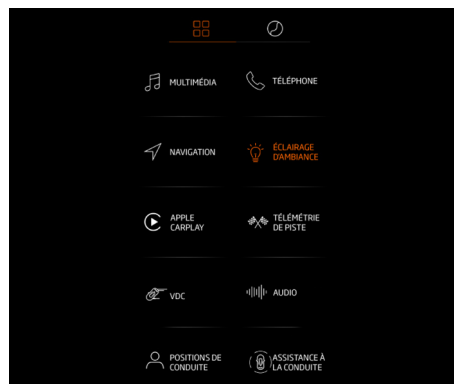 MULTIMÉDIA
TÉLÉPHONE
NAVIGATION
ÉCLAIRAGE
D'AMBIANCE
APPLE
CARPLAY
TÉLÉMÉTRIE
DE PISTE
VDC
AUDIO
POSITIONS DE
CONDUITE
ASSISTANCE À
LA CONDUITE